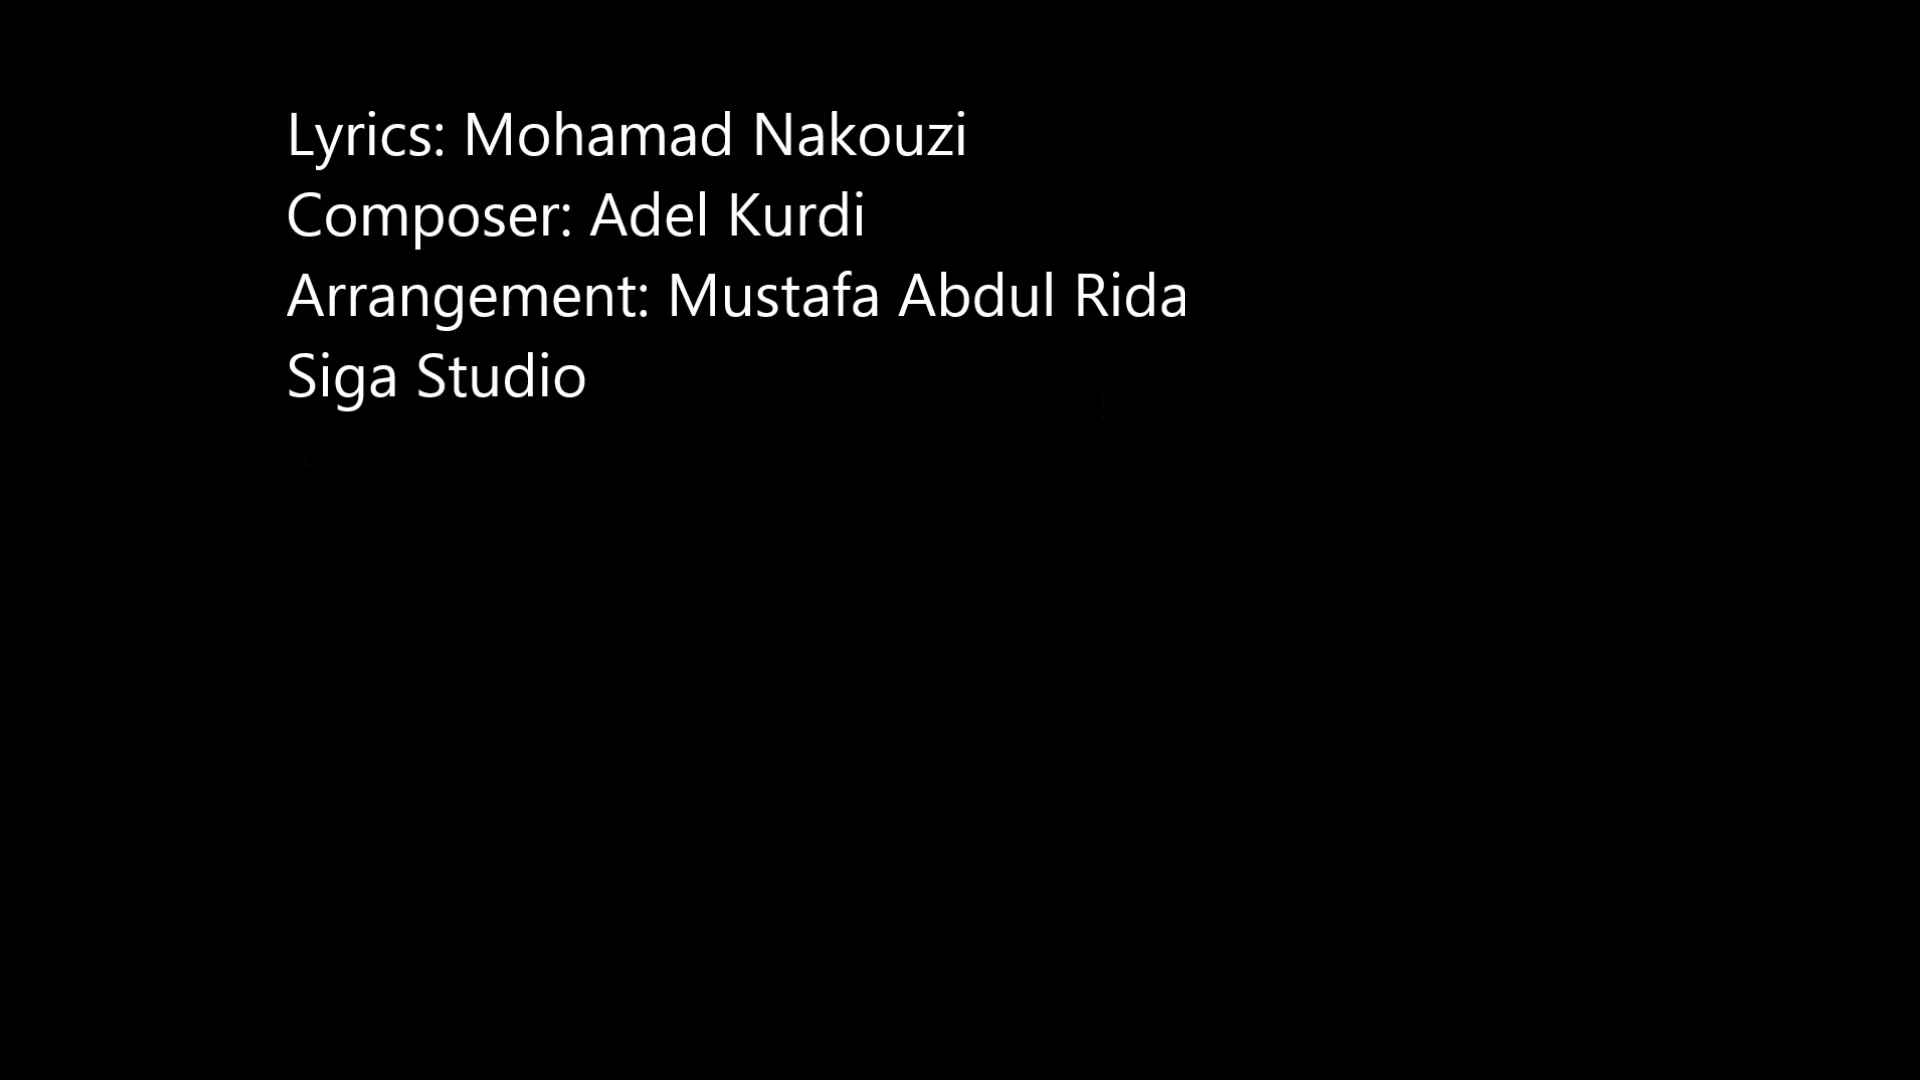 Lyrics: Mohamad Nakouzi
Composer: Adel Kurdi
Arrangement: Mustafa Abdul Rida
Siga Studio